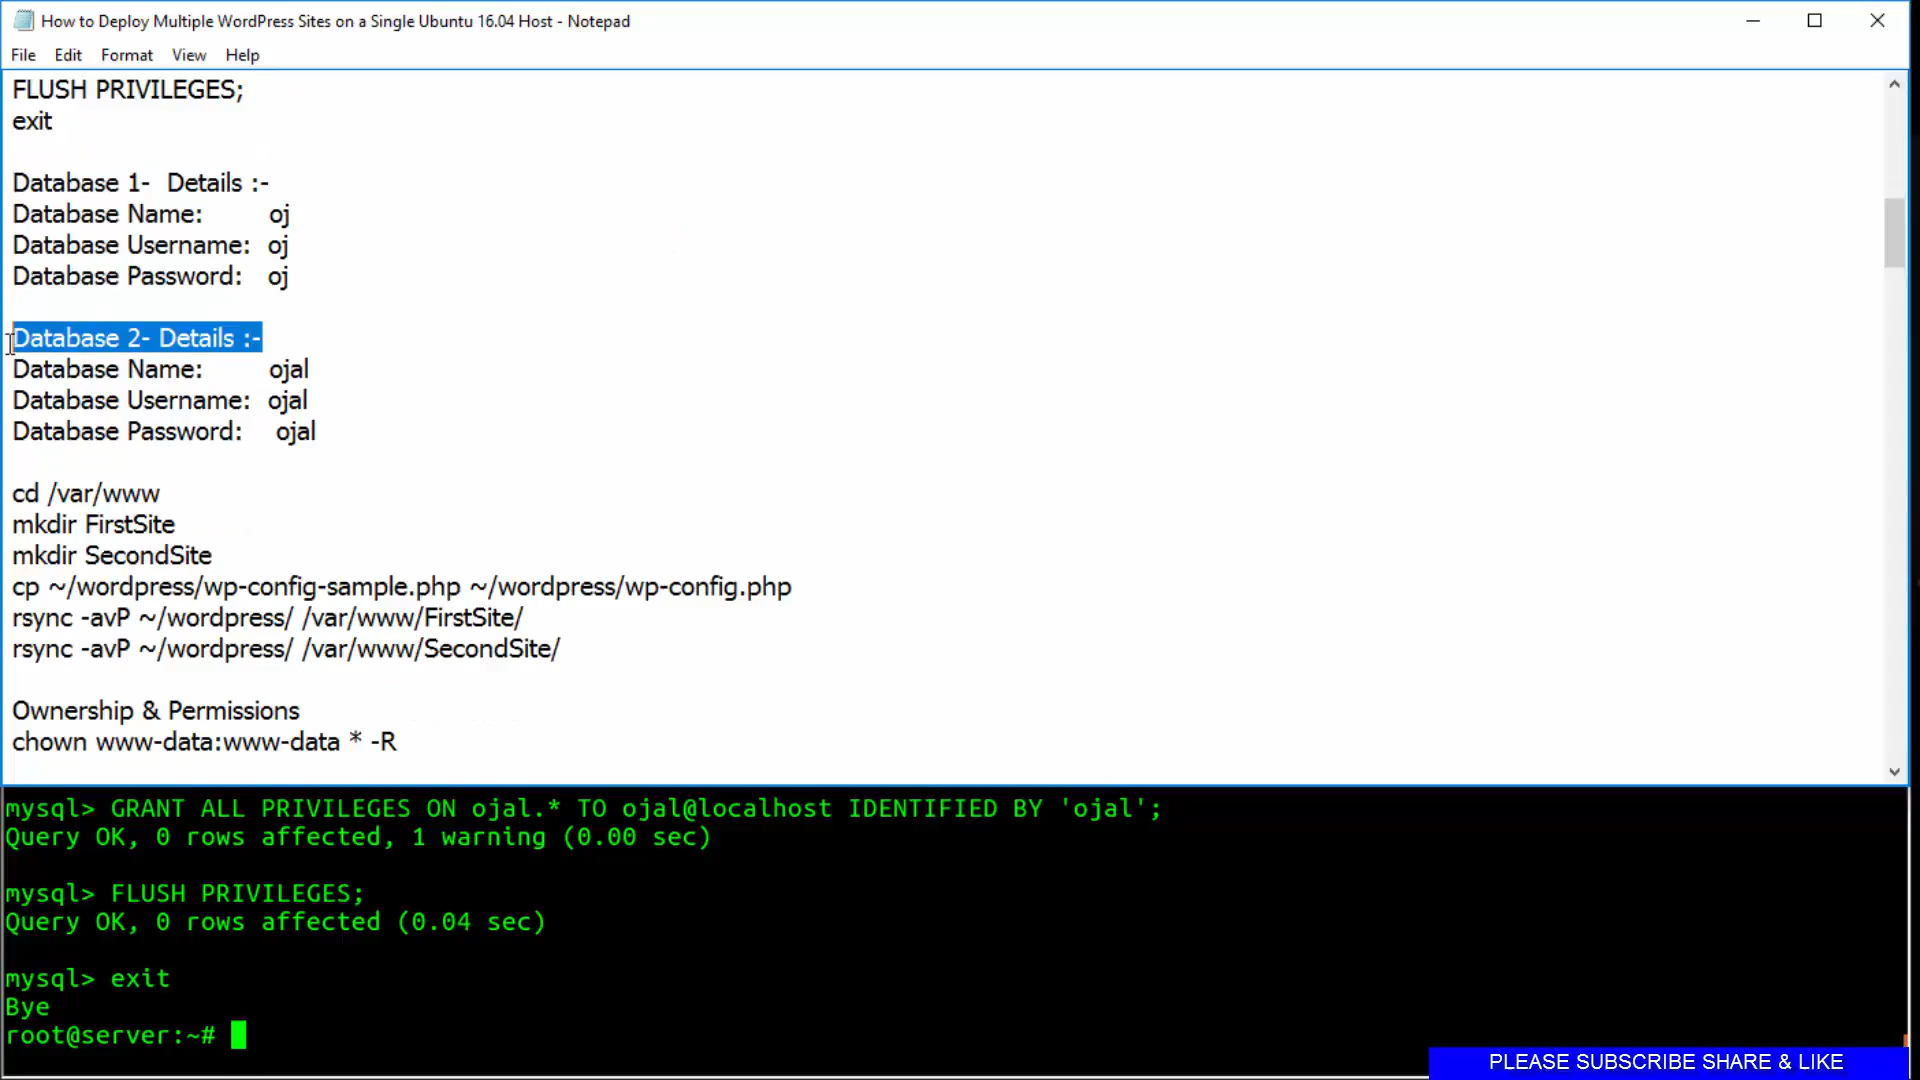 How to Deploy Multiple WordPress Sites on a Single Ubuntu 16.04 Host - Notepad
File Edit Format View Help
FLUSH PRIVILEGES;
exit
Database 1-  Details :-
Database Name: oj
Database Username: oj
Database Password: oj
Database 2- Details :-
Database Name: ojal
Database Username: ojal
Database Password: ojal
cd /var/www
mkdir FirstSite
mkdir SecondSite
cp ~/wordpress/wp-config-sample.php ~/wordpress/wp-config.php
rsync -avP ~/wordpress/ /var/www/FirstSite/
rsync -avP ~/wordpress/ /var/www/SecondSite/
Ownership & Permissions
chown www-data:www-data * -R
mysql> GRANT ALL PRIVILEGES ON ojal.* TO ojal@localhost IDENTIFIED BY 'ojal';
Query OK, 0 rows affected, 1 warning (0.00 sec)
mysql> FLUSH PRIVILEGES;
Query OK, 0 rows affected (0.04 sec)
mysql> exit
Bye
root@server:~#
PLEASE SUBSCRIBE SHARE & LIKE